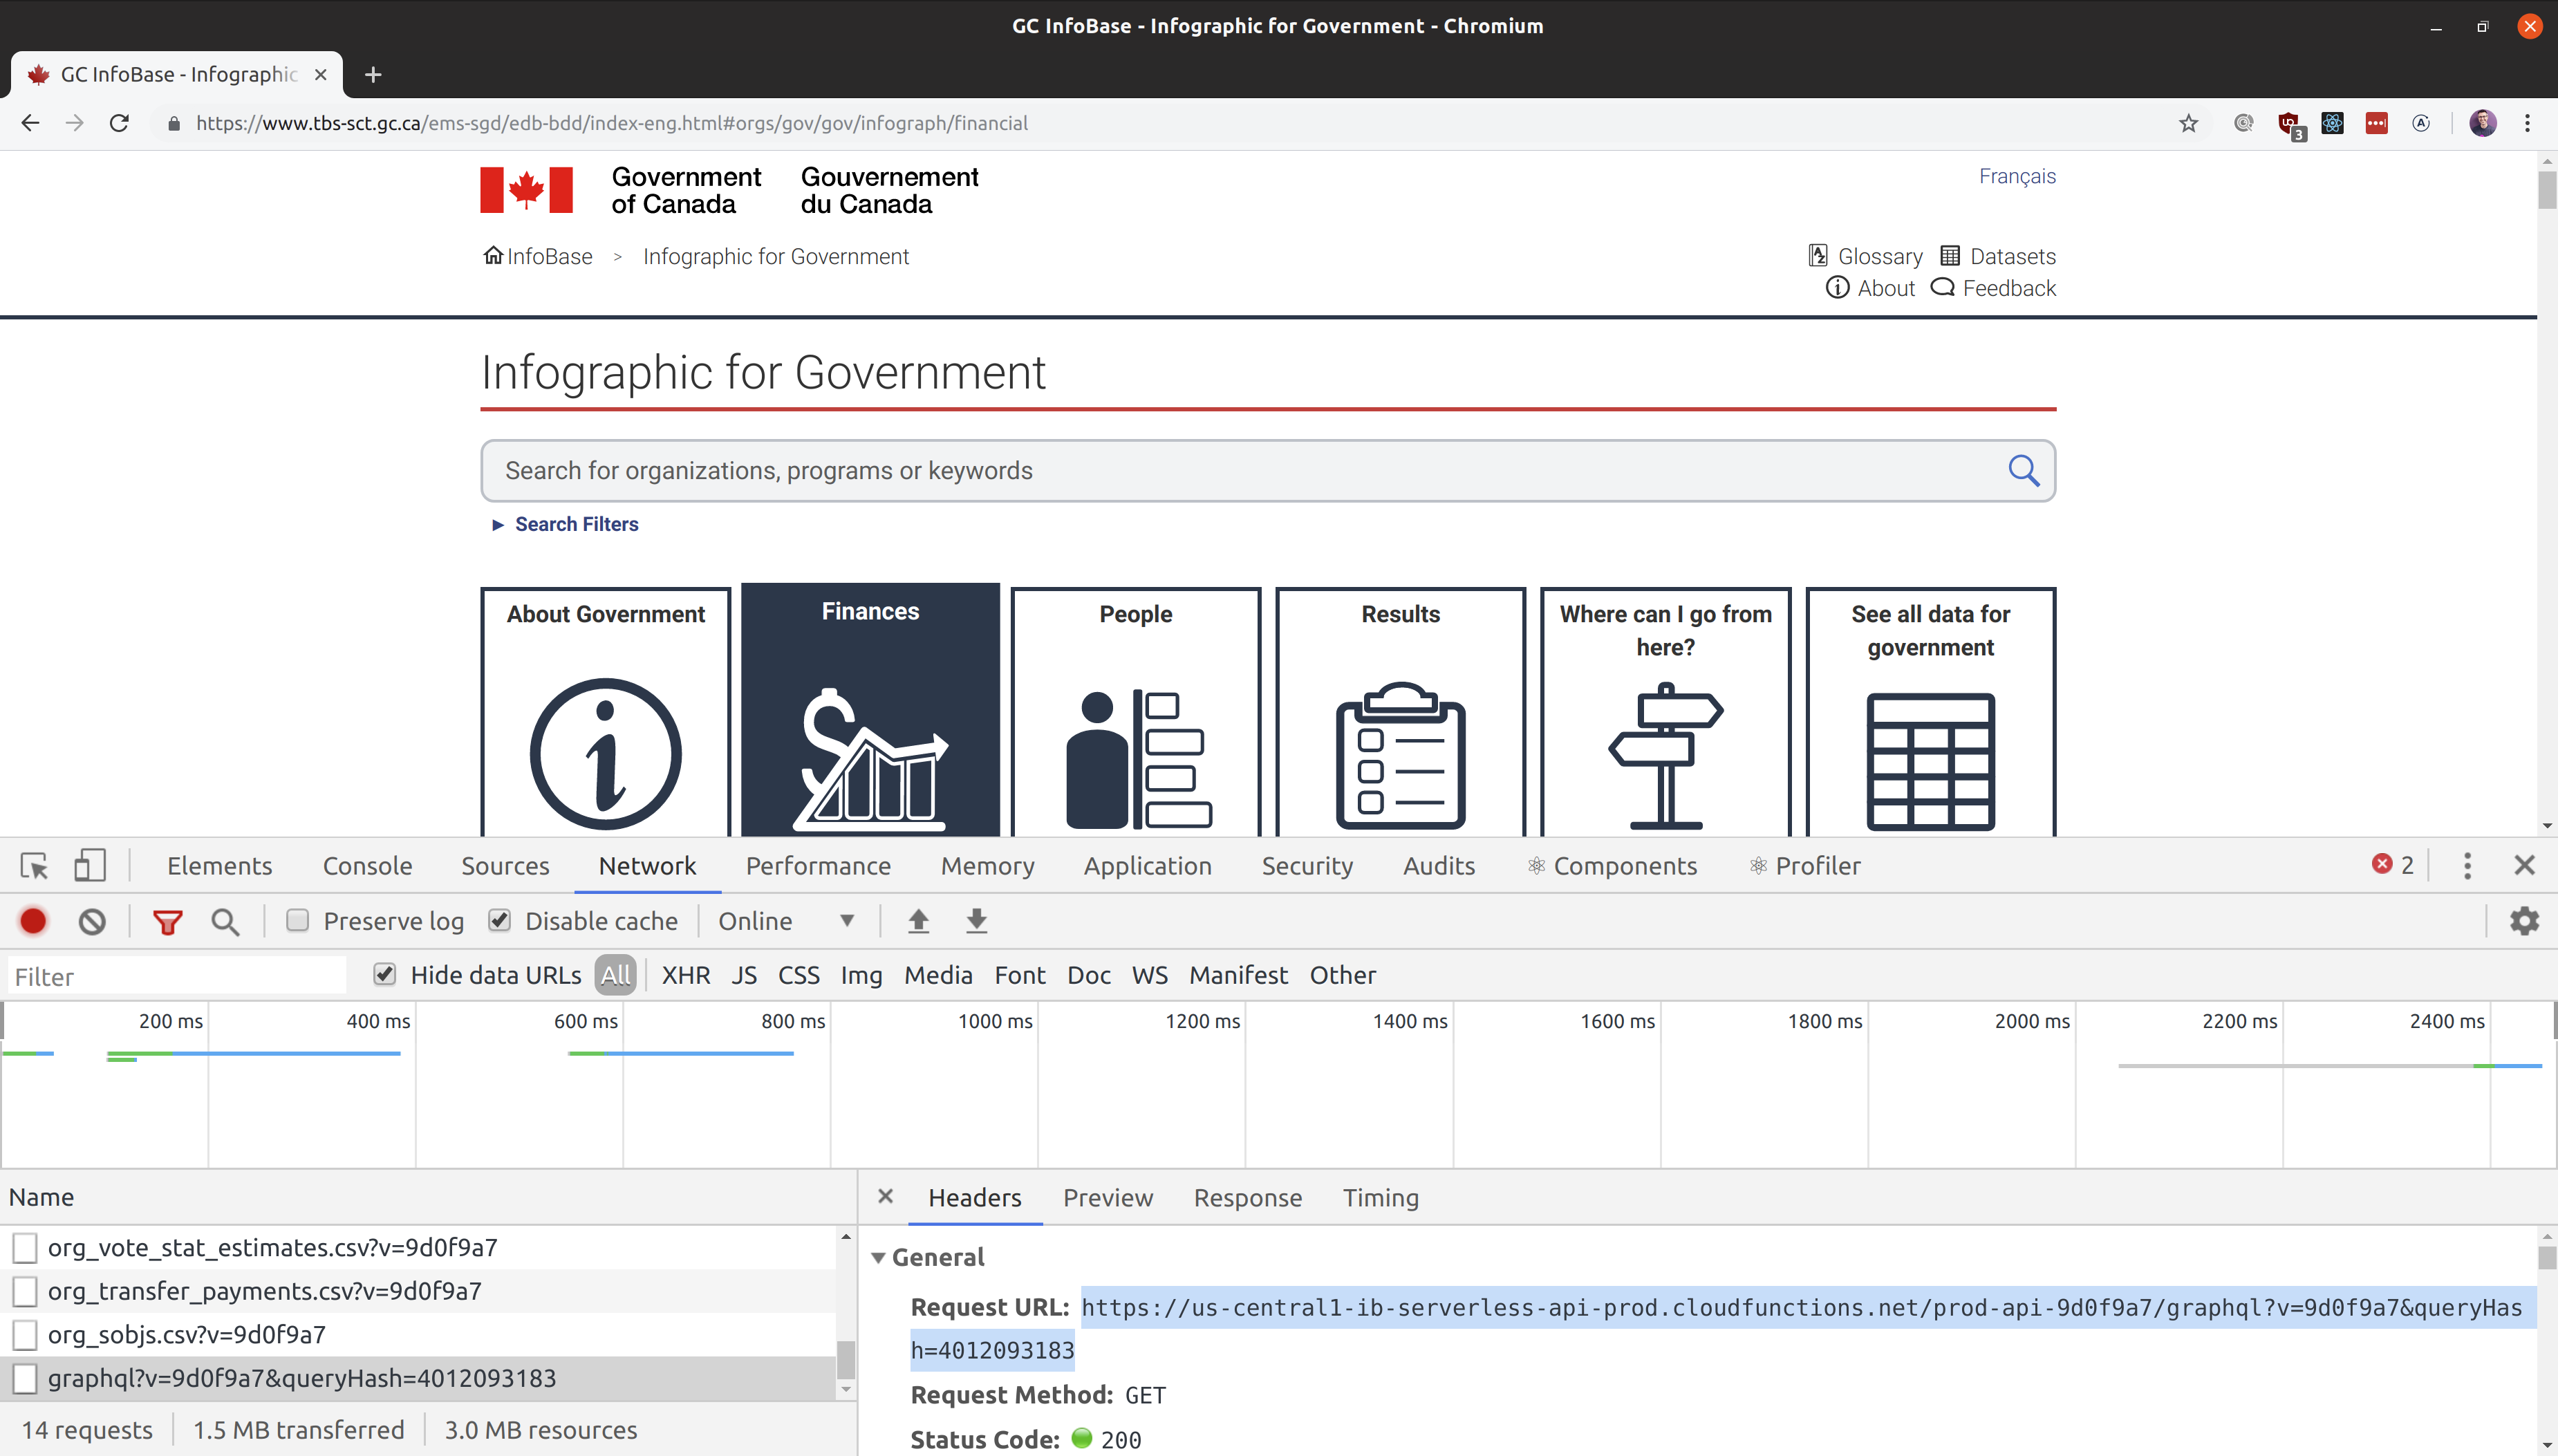 GC InfoBase - Infographic for Government - Chromium
GC InfoBase - Infographic
https://www.tbs-sct.gc.ca/ems-sgd/edb-bdd/index-eng.html#orgs/gov/gov/infograph/financial
3
Government of Canada
Gouvernement du Canada
Français
InfoBase > Infographic for Government
Glossary Datasets
About Feedback
Infographic for Government
Search for organizations, programs or keywords
Search Filters
About Government
Finances
People
Results
Where can I go from
here?
See all data for
government
Elements Console Sources Network Performance Memory Application Security Audits Components Profiler 2
Preserve log Disable cache Online
Filter Hide data URLs All XHR JS CSS Img Media Font Doc WS Manifest Other
200 ms 400 ms 600 ms 800 ms 1000 ms 1200 ms 1400 ms 1600 ms 1800 ms 2000 ms 2200 ms 2400 ms
Name
org_vote_stat_estimates.csv?v=9d0f9a7
org_transfer_payments.csv?v=9d0f9a7
org_sobjs.csv?v=9d0f9a7
graphql?v=9d0f9a7&queryHash=4012093183
14 requests 1.5 MB transferred 3.0 MB resources
Headers Preview Response Timing
General
Request URL: https://us-central1-ib-serverless-api-prod.cloudfunctions.net/prod-api-9d0f9a7/graphql?v=9d0f9a7&queryHas
h=4012093183
Request Method: GET
Status Code: 200